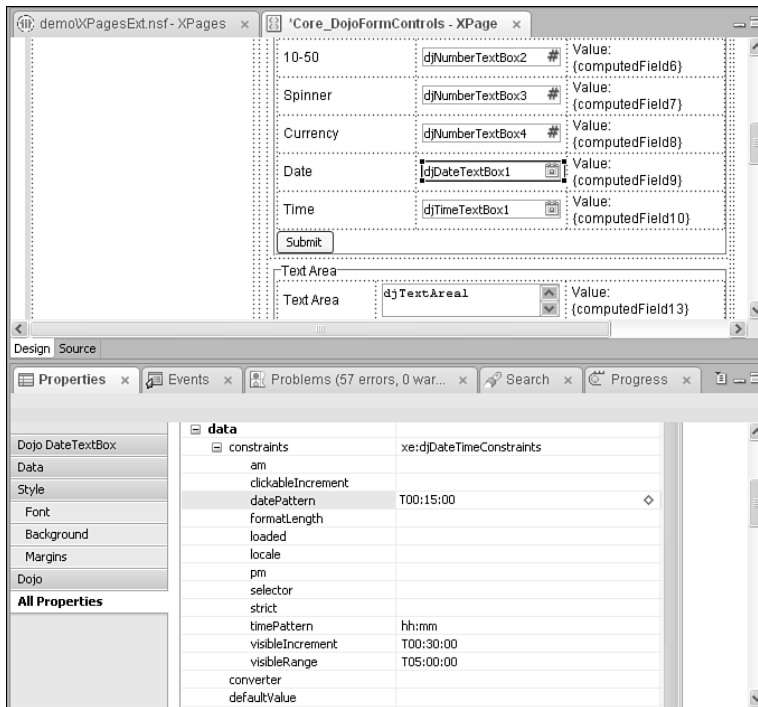 demo\XPagesExt.nsf - XPages
*Core_DojoFormControls - XPage
10-50
djNumberTextBox2
#
Value:
{computedField6}
Spinner
djNumberTextBox3
#
Value:
{computedField7}
Currency
djNumberTextBox4
#
Value:
{computedField8}
Date
djDateTextBox1
Value:
{computedField9}
Time
djTimeTextBox1
Value:
{computedField10}
Submit
Text Area
Text Area
djTextArea1
Value:
{computedField13}
Design Source
Properties
Events
Problems (57 errors, 0 war...
Search
Progress
Dojo DateTextBox
Data
Style
Font
Background
Margins
Dojo
All Properties
data
constraints xe:djDateTimeConstraints
am
clickableIncrement
datePattern T00:15:00
formatLength
loaded
locale
pm
selector
strict
timePattern hh:mm
visibleIncrement T00:30:00
visibleRange T05:00:00
converter
defaultValue